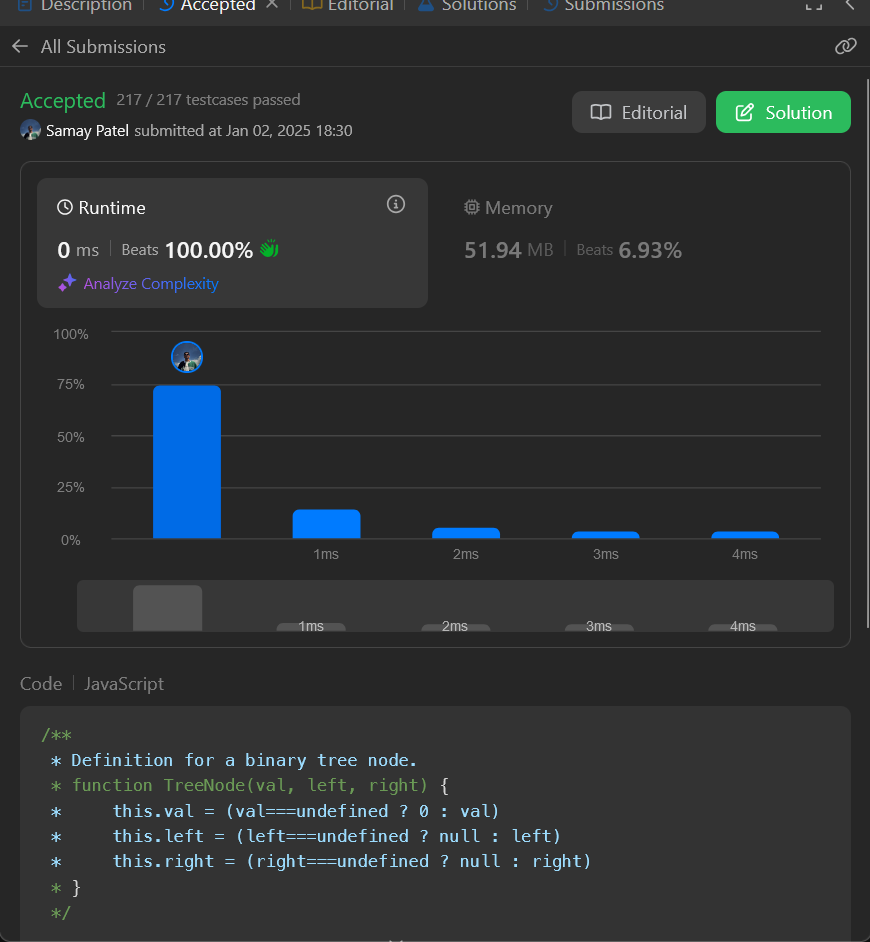 Description Accepted Editorial Solutions Submissions
All Submissions
Accepted 217 / 217 testcases passed
Samay Patel submitted at Jan 02, 2025 18:30
Editorial
Solution
Runtime
0 ms Beats 100.00%
Analyze Complexity
Memory
51.94 MB Beats 6.93%
100%
75%
50%
25%
0%
1ms 2ms 3ms 4ms
1ms 2ms 3ms 4ms
Code JavaScript
/**
 * Definition for a binary tree node.
 * function TreeNode(val, left, right) {
 *     this.val = (val===undefined ? 0 : val)
 *     this.left = (left===undefined ? null : left)
 *     this.right = (right===undefined ? null : right)
 * }
 */